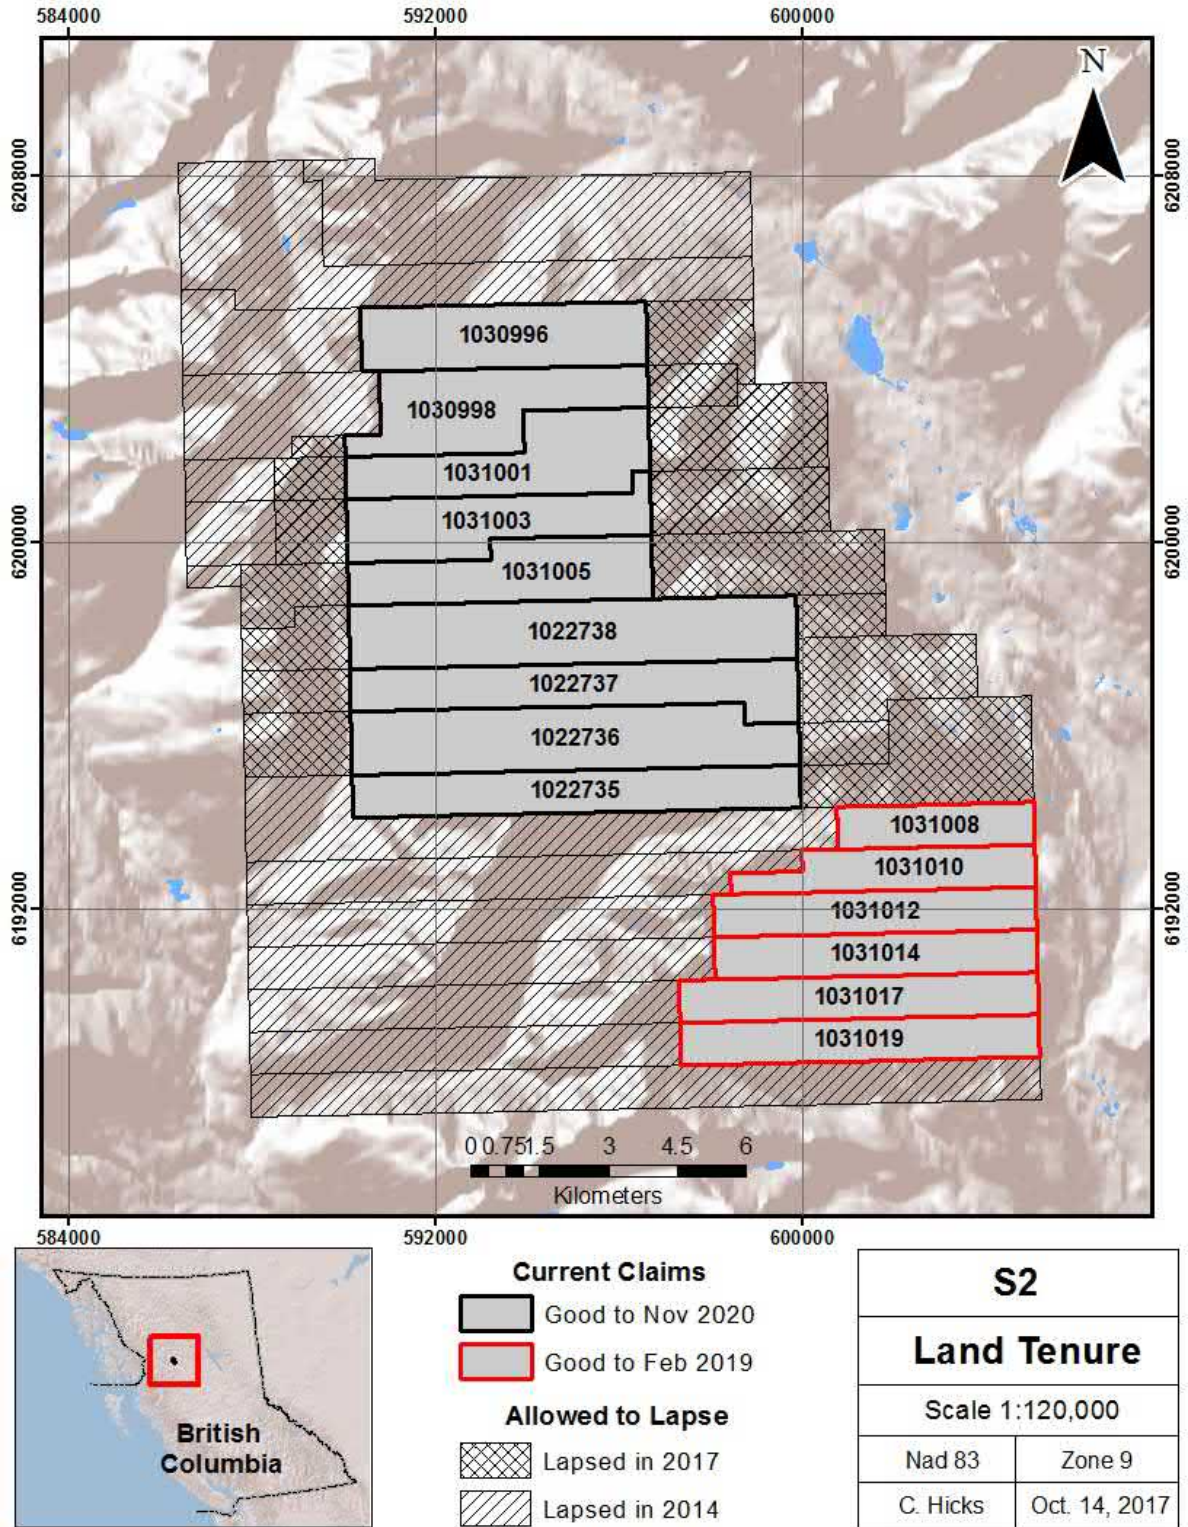 584000 592000 600000
N
6208000 6208000
1030996
1030998
1031001
1031003
6200000 6200000
1031005
1022738
1022737
1022736
1022735
1031008
1031010
6192000 6192000
1031012
1031014
1031017
1031019
0 0.75 1.5 3 4.5 6
Kilometers
584000 592000 600000
British
Columbia
Current Claims
Good to Nov 2020
Good to Feb 2019
Allowed to Lapse
Lapsed in 2017
Lapsed in 2014
S2
Land Tenure
Scale 1:120,000
Nad 83 Zone 9
C. Hicks Oct. 14, 2017